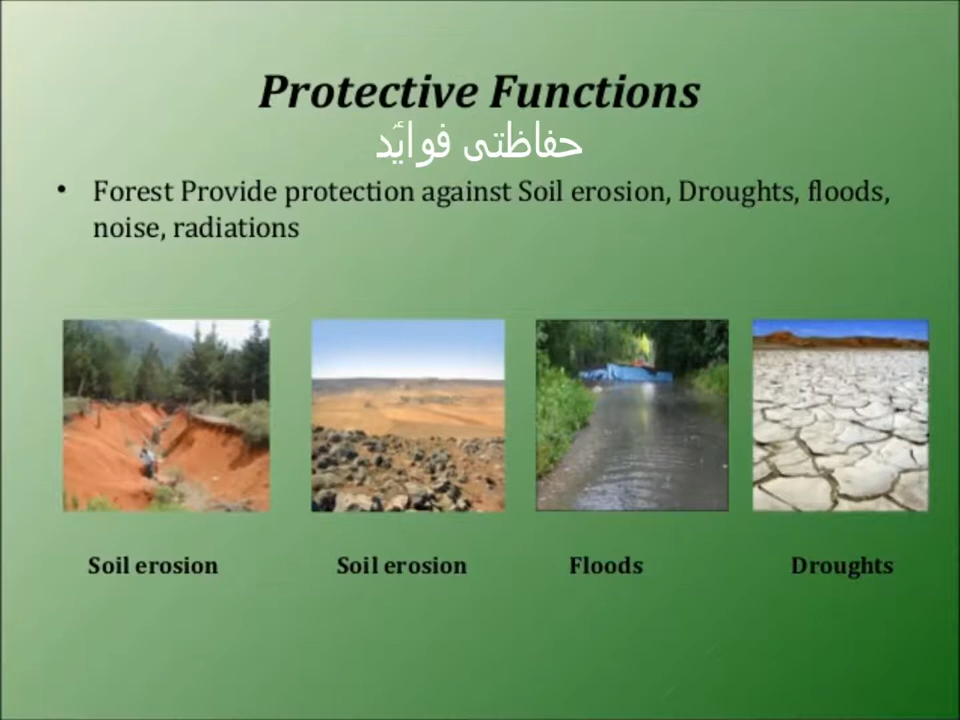 Protective Functions
حفاظتی فوایٔد
• Forest Provide protection against Soil erosion, Droughts, floods,
noise, radiations
Soil erosion
Soil erosion
Floods
Droughts